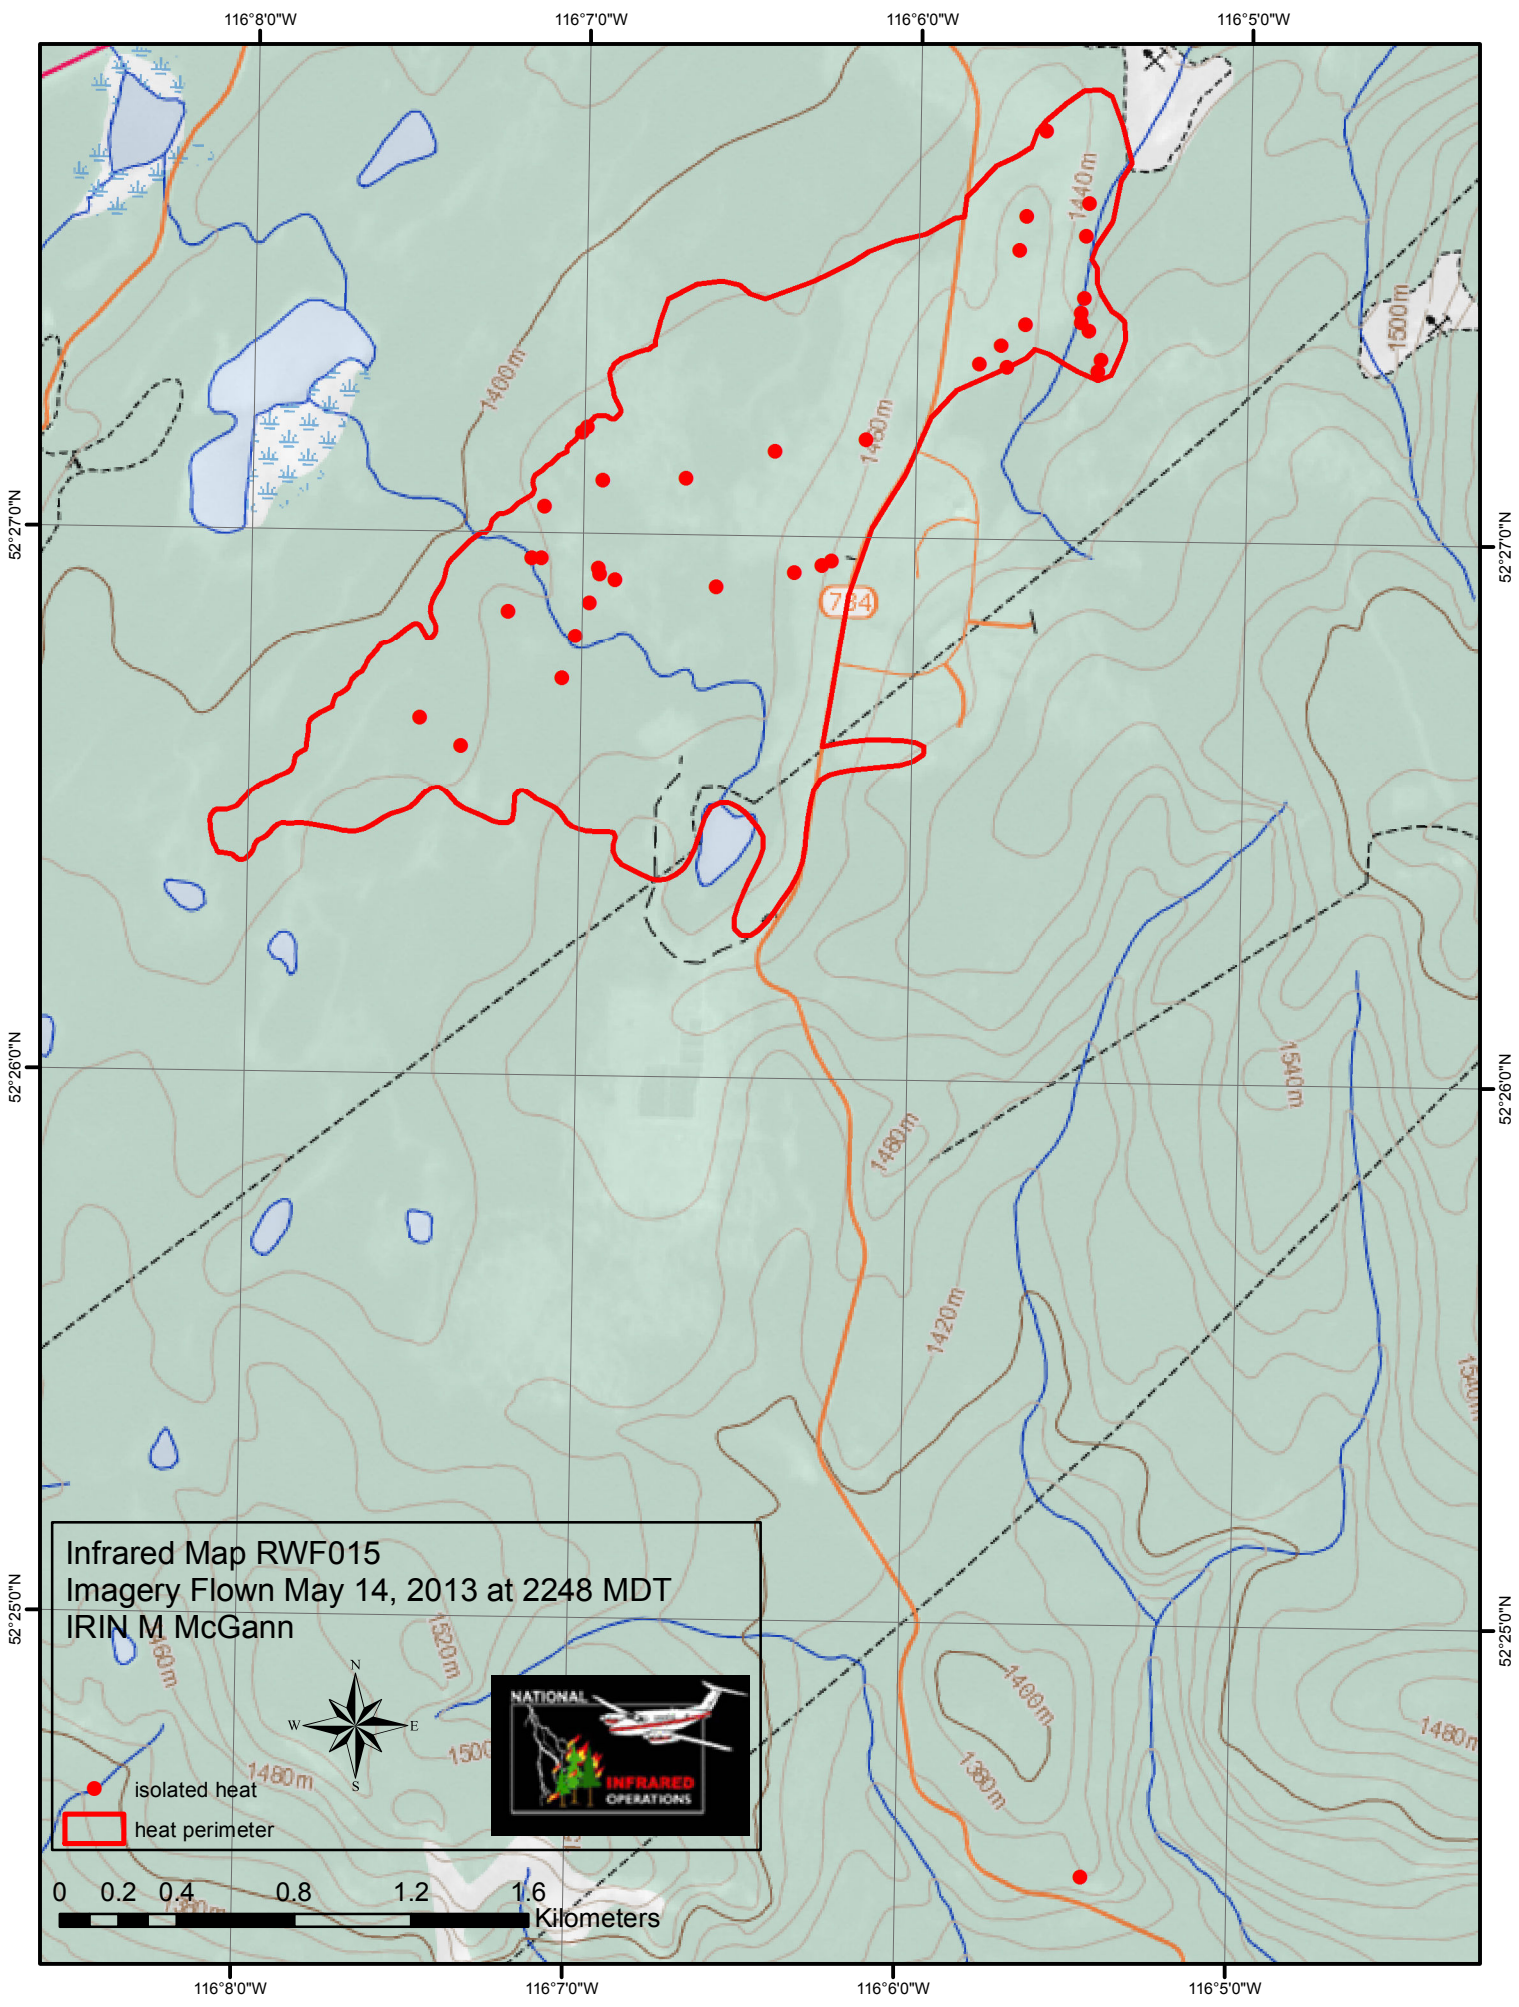 116°8'0"W 116°7'0"W 116°6'0"W 116°5'0"W
1440m
1500m
1400m
1460m
52°27'0"N
52°27'0"N
734
52°26'0"N
52°26'0"N
1540m
1480m
1420m
1540m
Infrared Map RWF015
Imagery Flown May 14, 2013 at 2248 MDT
IRIN M McGann
52°25'0"N
52°25'0"N
460m
1520m
N
W E
S
NATIONAL
INFRARED
OPERATIONS
1400m
1480m
1500
1480m
1380m
isolated heat
heat perimeter
0 0.2 0.4 0.8 1.2 1.6
1380m
Kilometers
116°8'0"W 116°7'0"W 116°6'0"W 116°5'0"W